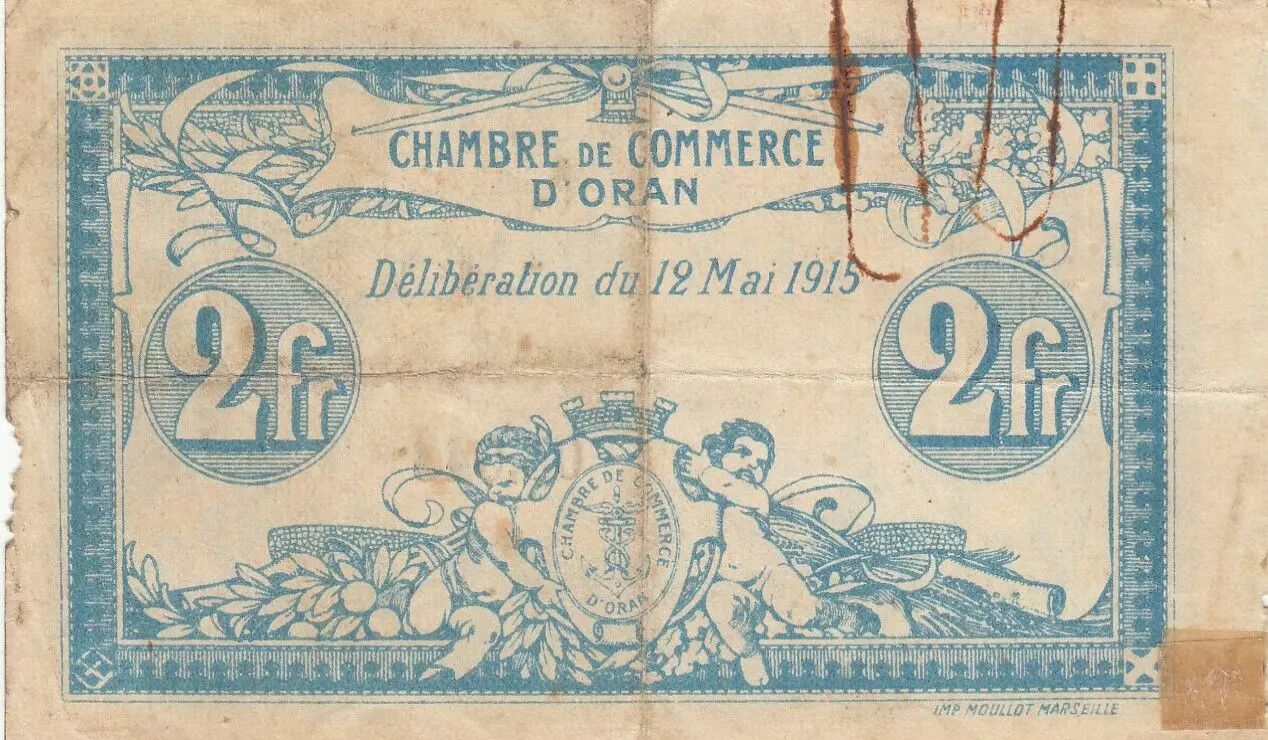 CHAMBRE DE COMMERCE
D'ORAN
Délibération du 12 Mai 1915
2fr
2fr
CHAMBRE DE COMMERCE
D'ORAN
IMP. MOULLOT MARSEILLE